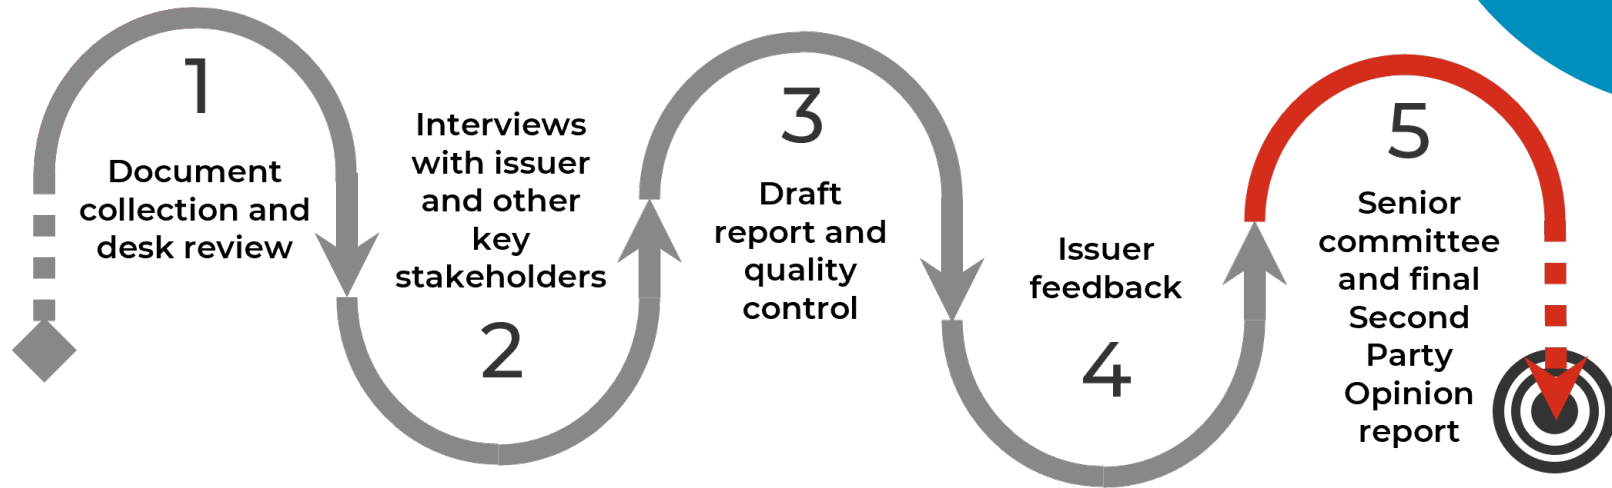 1
Document
collection and
desk review
Interviews
with issuer
and other
key
stakeholders
2
3
Draft
report and
quality
control
Issuer
feedback
4
5
Senior
committee
and final
Second
Party
Opinion
report